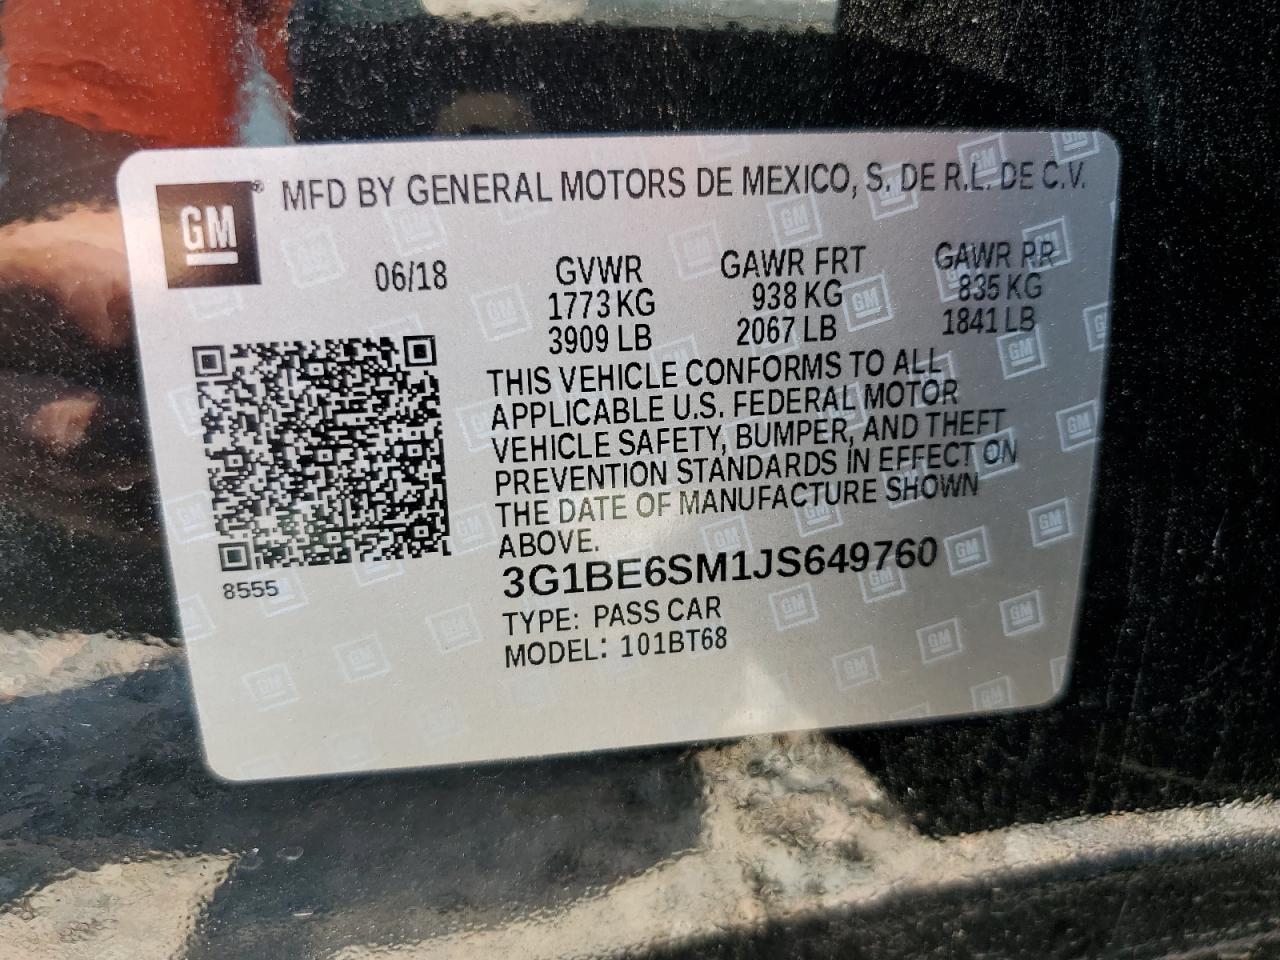 GM® MFD BY GENERAL MOTORS DE MEXICO, S. DE R.L. DE C.V.
06/18 GVWR GAWR FRT GAWR RR
1773 KG 938 KG 835 KG
3909 LB 2067 LB 1841 LB
THIS VEHICLE CONFORMS TO ALL
APPLICABLE U.S. FEDERAL MOTOR
VEHICLE SAFETY, BUMPER, AND THEFT
PREVENTION STANDARDS IN EFFECT ON
THE DATE OF MANUFACTURE SHOWN
ABOVE.
8555
3G1BE6SM1JS649760
TYPE: PASS CAR
MODEL: 101BT68